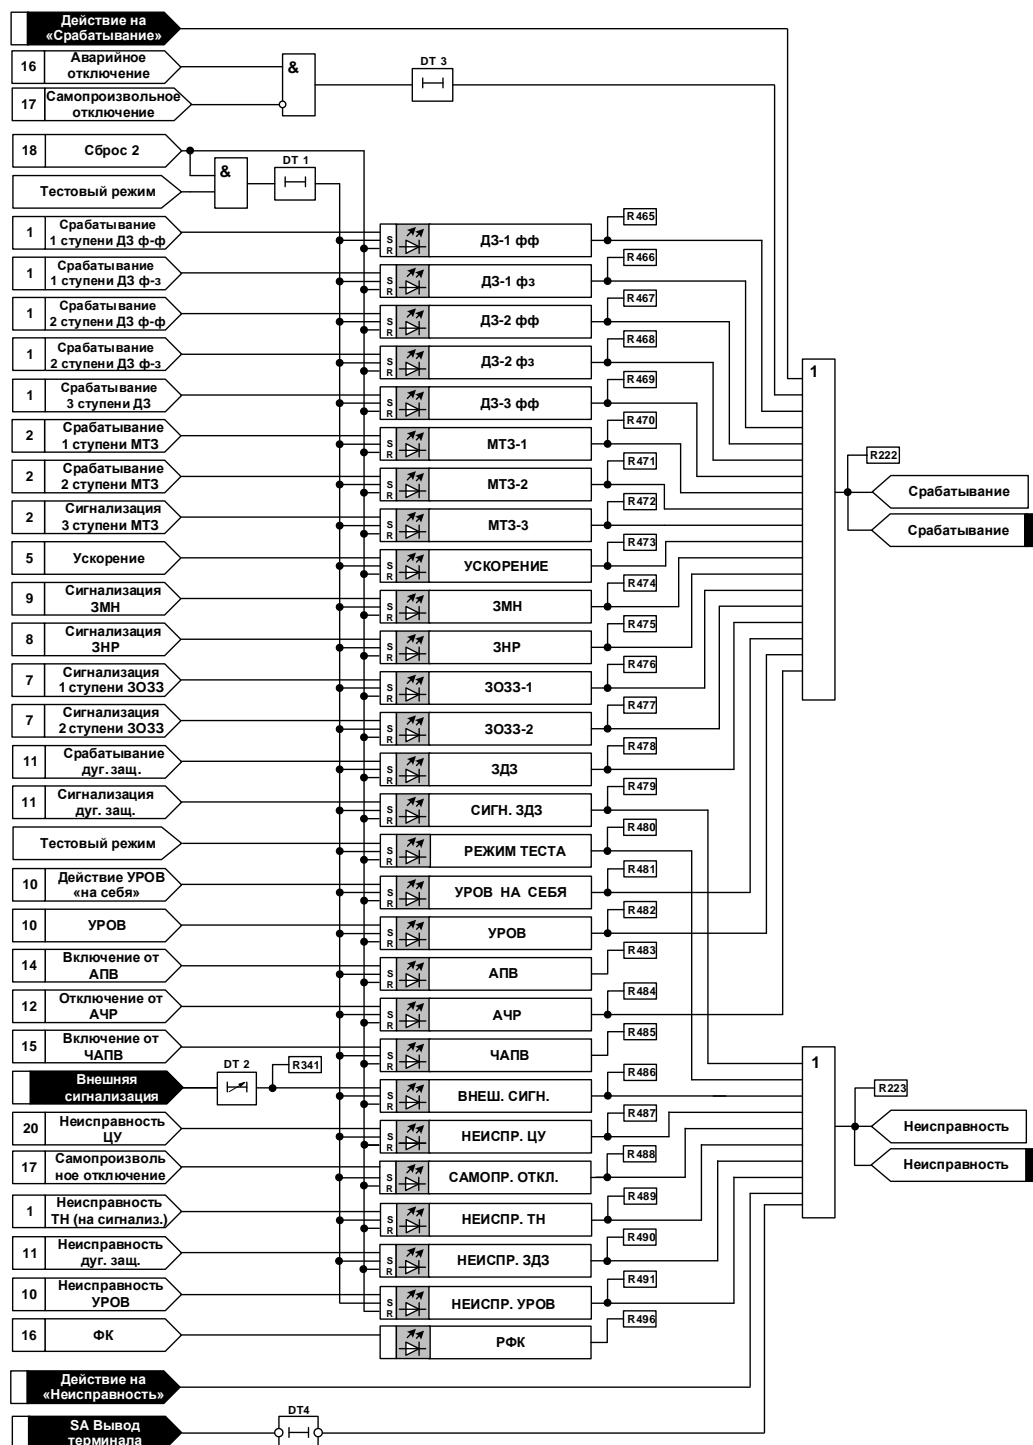 Действие на
«Срабатывание»
16
Аварийное
отключение
17
Самопроизвольное
отключение
&
DT 3
18
Сброс 2
Тестовый режим
&
DT 1
1
Срабатывание
1 ступени ДЗ ф-ф
S
R
ДЗ-1 фф
R465
1
Срабатывание
1 ступени ДЗ ф-з
S
R
ДЗ-1 фз
R466
1
Срабатывание
2 ступени ДЗ ф-ф
S
R
ДЗ-2 фф
R467
1
Срабатывание
2 ступени ДЗ ф-з
S
R
ДЗ-2 фз
R468
1
Срабатывание
3 ступени ДЗ
S
R
ДЗ-3 фф
R469
2
Срабатывание
1 ступени МТЗ
S
R
МТЗ-1
R470
2
Срабатывание
2 ступени МТЗ
S
R
МТЗ-2
R471
2
Сигнализация
3 ступени МТЗ
S
R
МТЗ-3
R472
5
Ускорение
S
R
УСКОРЕНИЕ
R473
9
Сигнализация
ЗМН
S
R
ЗМН
R474
8
Сигнализация
ЗНР
S
R
ЗНР
R475
7
Сигнализация
1 ступени ЗОЗЗ
S
R
ЗОЗЗ-1
R476
7
Сигнализация
2 ступени ЗОЗЗ
S
R
ЗОЗЗ-2
R477
11
Срабатывание
дуг. защ.
S
R
ЗДЗ
R478
11
Сигнализация
дуг. защ.
S
R
СИГН. ЗДЗ
R479
Тестовый режим
S
R
РЕЖИМ ТЕСТА
R480
10
Действие УРОВ
«на себя»
S
R
УРОВ НА СЕБЯ
R481
10
УРОВ
S
R
УРОВ
R482
14
Включение от
АПВ
S
R
АПВ
R483
12
Отключение от
АЧР
S
R
АЧР
R484
15
Включение от
ЧАПВ
S
R
ЧАПВ
R485
Внешняя
сигнализация
DT 2
R341
S
R
ВНЕШ. СИГН.
R486
20
Неисправность
ЦУ
S
R
НЕИСПР. ЦУ
R487
17
Самопроизволь
ное отключение
S
R
САМОПР. ОТКЛ.
R488
1
Неисправность
ТН (на сигнализ.)
S
R
НЕИСПР. ТН
R489
11
Неисправность
дуг. защ.
S
R
НЕИСПР. ЗДЗ
R490
10
Неисправность
УРОВ
S
R
НЕИСПР. УРОВ
R491
16
ФК
РФК
R496
Действие на
«Неисправность»
SA Вывод
терминала
DT4
1
R222
Срабатывание
Срабатывание
1
R223
Неисправность
Неисправность